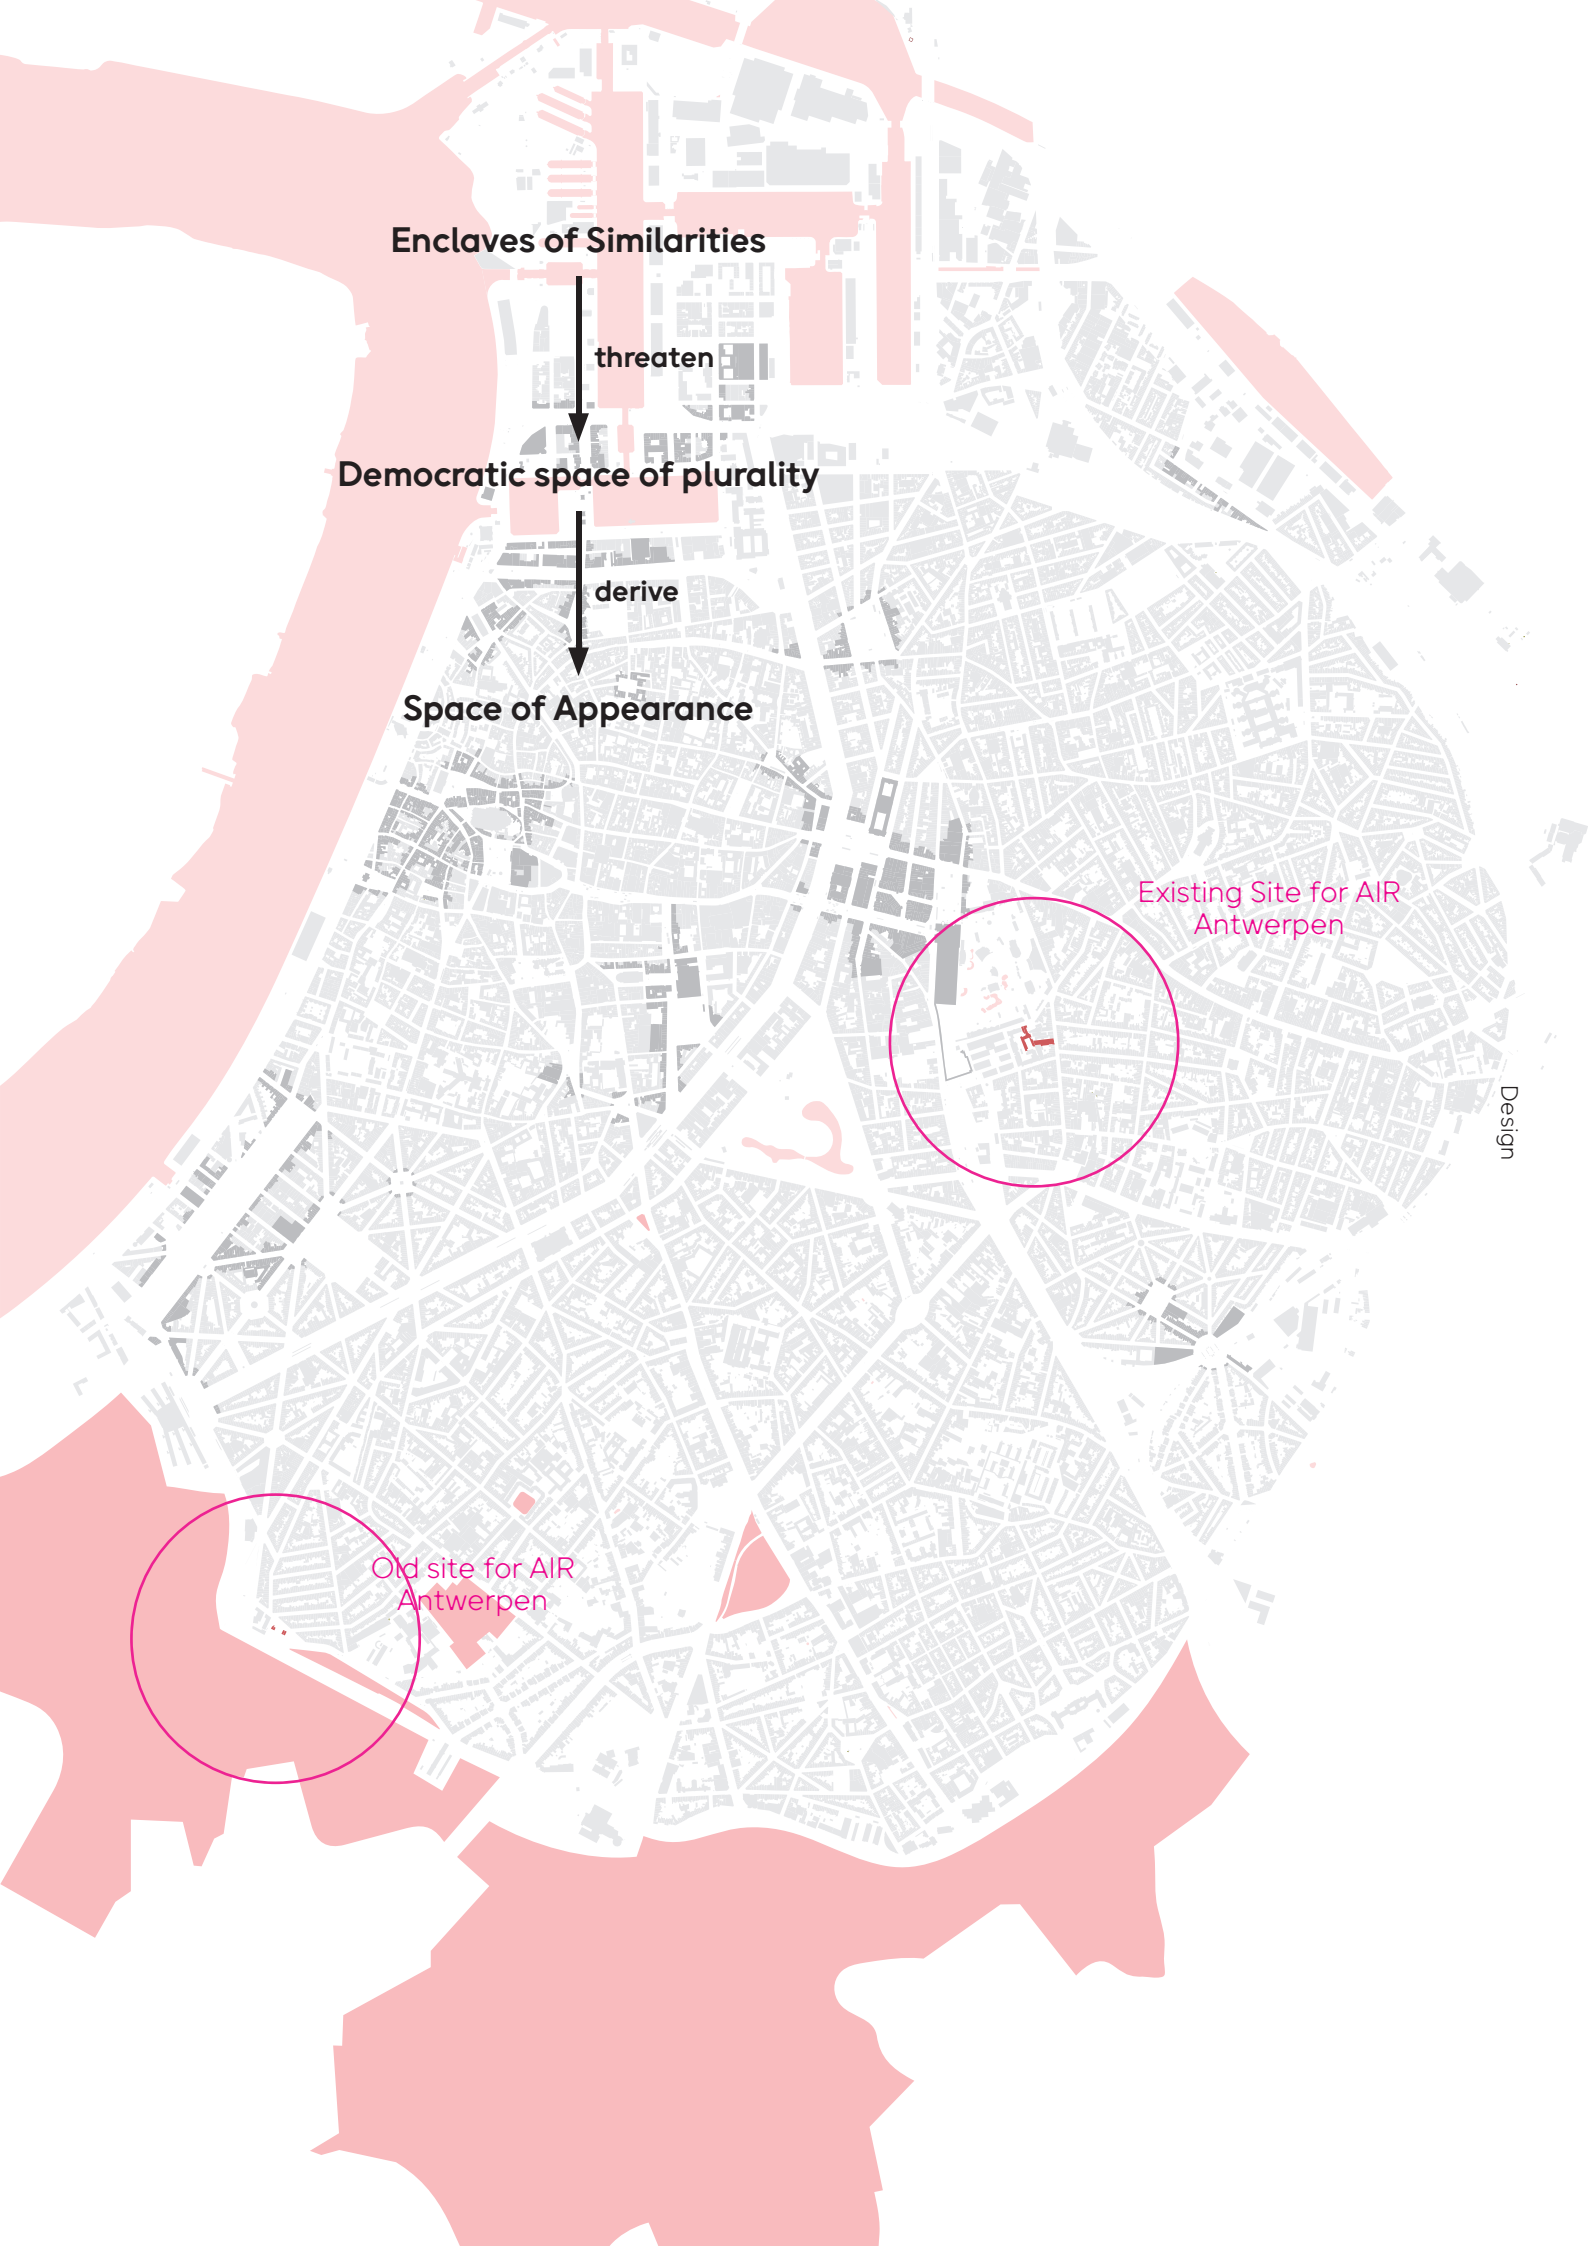 Enclaves of Similarities
threaten
Democratic space of plurality
derive
Space of Appearance
Existing Site for AIR
Antwerpen
Design
Old site for AIR
Antwerpen